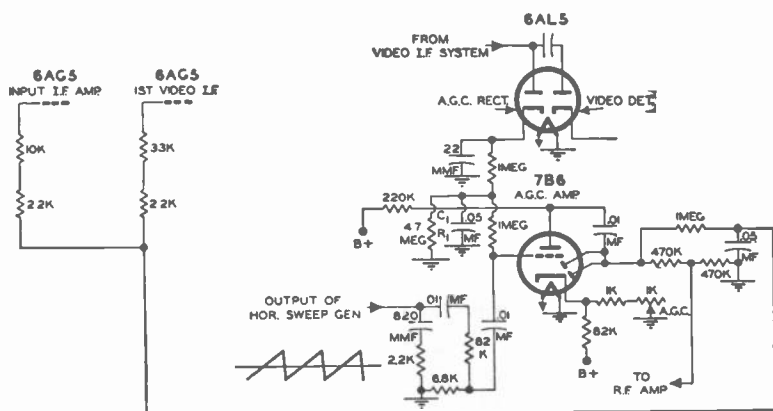 6AL5
FROM
VIDEO I.F. SYSTEM
6AG5
INPUT I.F. AMP.
6AG5
1ST VIDEO I.F.
A.G.C. RECT.
VIDEO DET.
10K
33K
22
MMF
1MEG
7B6
A.G.C. AMP
2.2K
2.2K
220K
C1
.05
MF
R1
4.7
MEG
1MEG
.01
MF
1MEG
.05
MF
B+
470K
470K
OUTPUT OF
HOR. SWEEP GEN
.01
MF
820
MMF
.01
MF
1K
1K
A.G.C.
82
K
82K
2.2K
6.8K
B+
TO
R.F. AMP